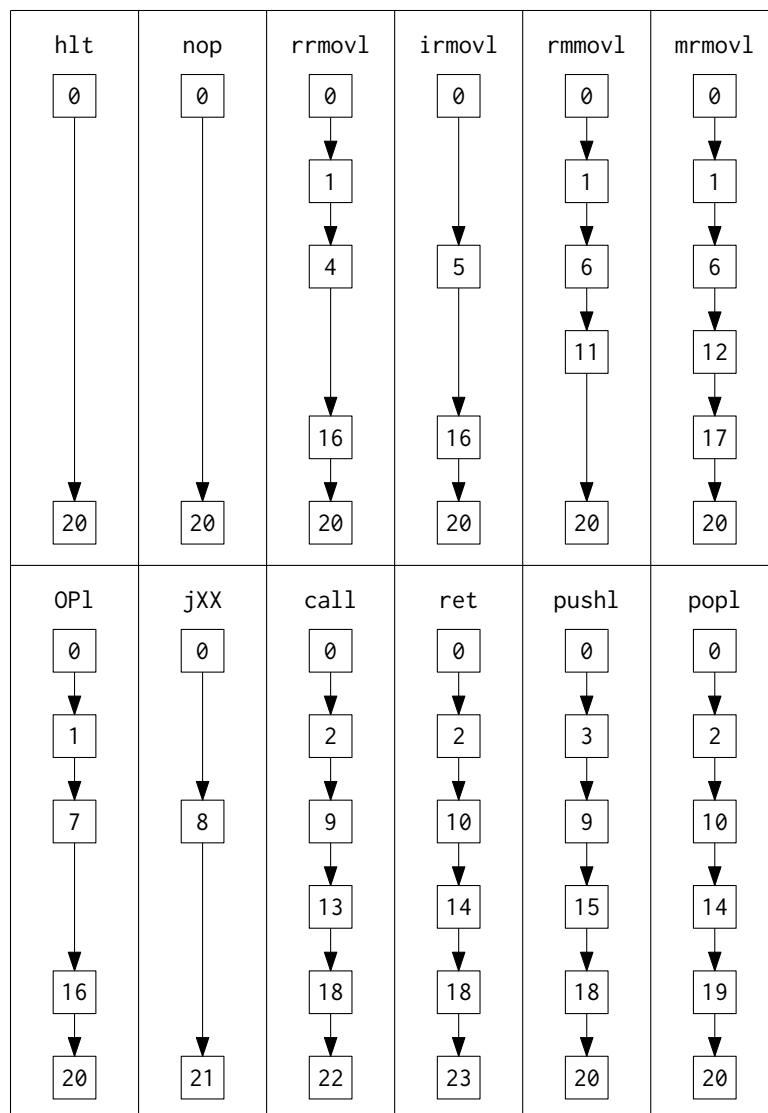 hlt nop rrmovl irmovl rmmovl mrmovl
0 0 0 0 0 0
1 1 1
4 5 6 6
11 12
16 16 17
20 20 20 20 20 20
OPl jXX call ret pushl popl
0 0 0 0 0 0
1 2 2 3 2
7 8 9 10 9 10
13 14 15 14
16 18 18 18 19
20 21 22 23 20 20